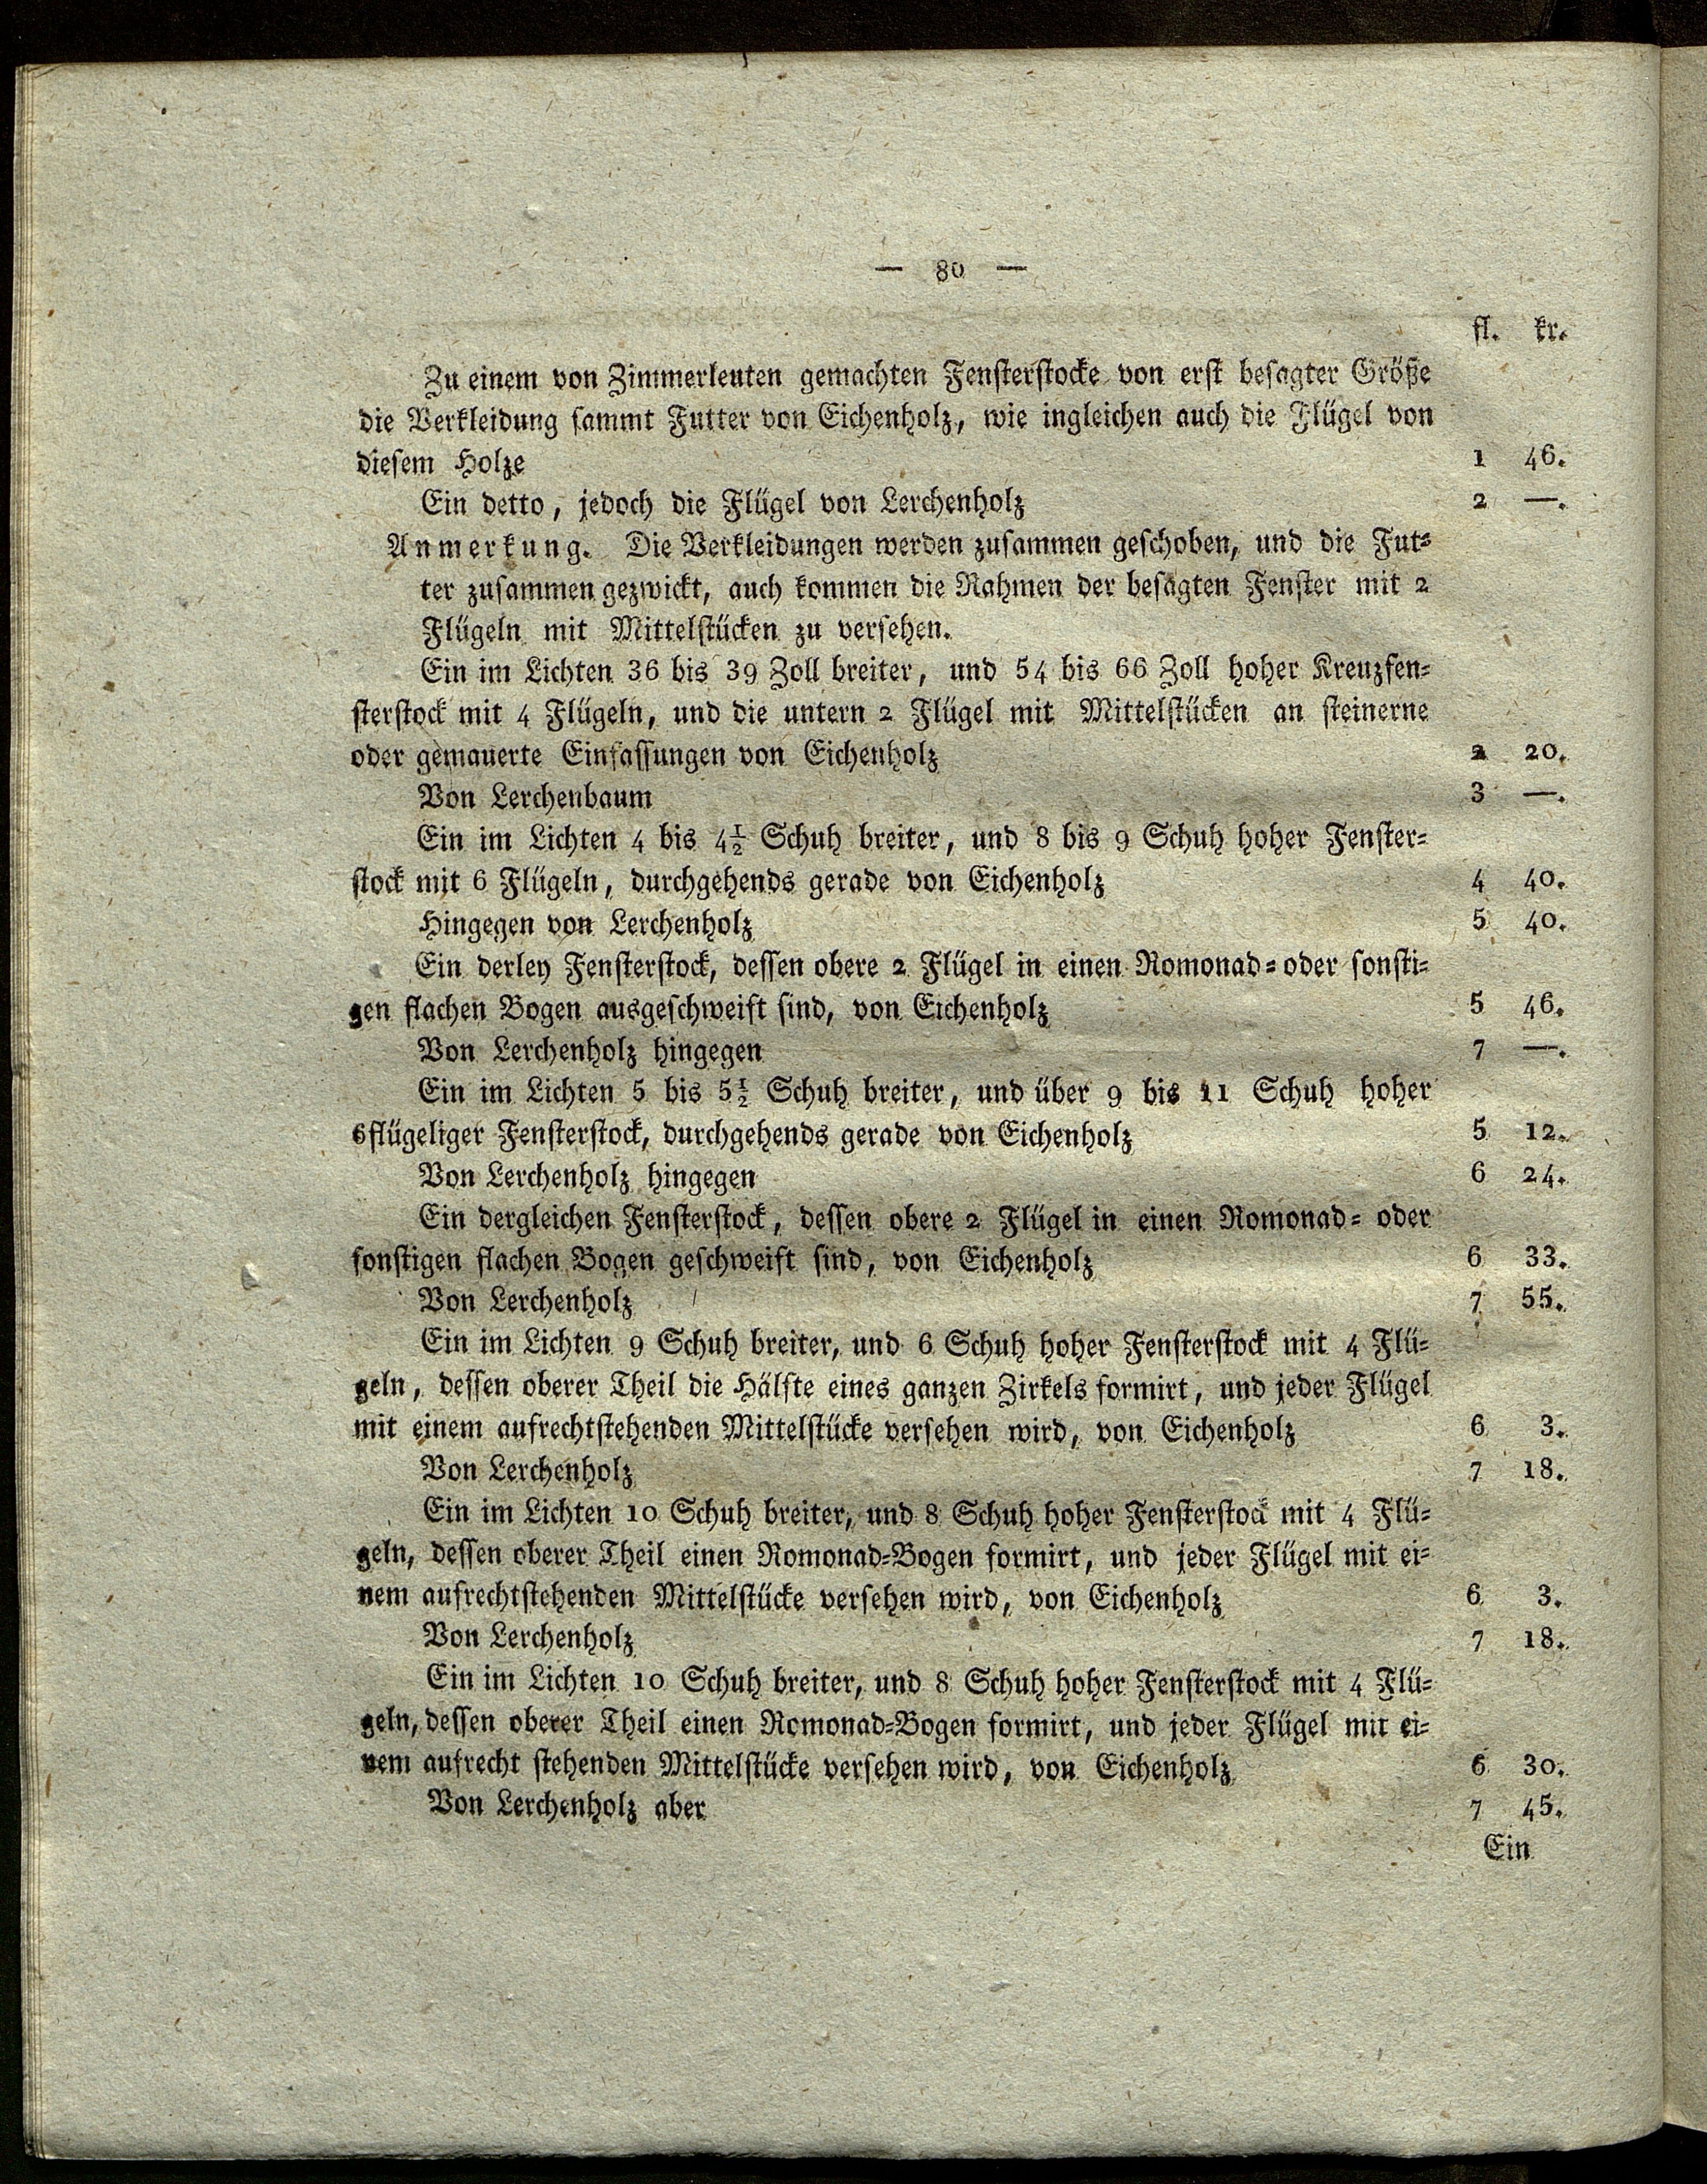 — 80 —
fl. kr.
Zu einem von Zimmerleuten gemachten Fensterstocke von erst besagter Größe
die Verkleidung sammt Futter von Eichenholz, wie ingleichen auch die Flügel von
diesem Holze 1 46.
Ein detto, jedoch die Flügel von Lerchenholz 2 —.
Anmerkung. Die Verkleidungen werden zusammen geschoben, und die Fut-
ter zusammen gezwickt, auch kommen die Rahmen der besagten Fenster mit 2
Flügeln mit Mittelstücken zu versehen.
Ein im Lichten 36 bis 39 Zoll breiter, und 54 bis 66 Zoll hoher Kreuzfen-
sterstock mit 4 Flügeln, und die untern 2 Flügel mit Mittelstücken an steinerne
oder gemauerte Einfassungen von Eichenholz 2 20.
Von Lerchenbaum 3 —.
Ein im Lichten 4 bis 4½ Schuh breiter, und 8 bis 9 Schuh hoher Fenster-
stock mit 6 Flügeln, durchgehends gerade von Eichenholz 4 40.
Hingegen von Lerchenholz 5 40.
Ein derley Fensterstock, dessen obere 2 Flügel in einen Romonad- oder sonsti-
gen flachen Bogen ausgeschweift sind, von Eichenholz 5 46.
Von Lerchenholz hingegen 7 —.
Ein im Lichten 5 bis 5½ Schuh breiter, und über 9 bis 11 Schuh hoher
6flügeliger Fensterstock, durchgehends gerade von Eichenholz 5 12.
Von Lerchenholz hingegen 6 24.
Ein dergleichen Fensterstock, dessen obere 2 Flügel in einen Romonad- oder
sonstigen flachen Bogen geschweift sind, von Eichenholz 6 33.
Von Lerchenholz 7 55.
Ein im Lichten 9 Schuh breiter, und 6 Schuh hoher Fensterstock mit 4 Flü-
geln, dessen oberer Theil die Hälfte eines ganzen Zirkels formirt, und jeder Flügel
mit einem aufrechtstehenden Mittelstücke versehen wird, von Eichenholz 6 3.
Von Lerchenholz 7 18.
Ein im Lichten 10 Schuh breiter, und 8 Schuh hoher Fensterstock mit 4 Flü-
geln, dessen oberer Theil einen Romonad-Bogen formirt, und jeder Flügel mit ei-
nem aufrechtstehenden Mittelstücke versehen wird, von Eichenholz 6 3.
Von Lerchenholz 7 18.
Ein im Lichten 10 Schuh breiter, und 8 Schuh hoher Fensterstock mit 4 Flü-
geln, dessen oberer Theil einen Romonad-Bogen formirt, und jeder Flügel mit ei-
nem aufrecht stehenden Mittelstücke versehen wird, von Eichenholz 6 30.
Von Lerchenholz aber 7 45.
Ein